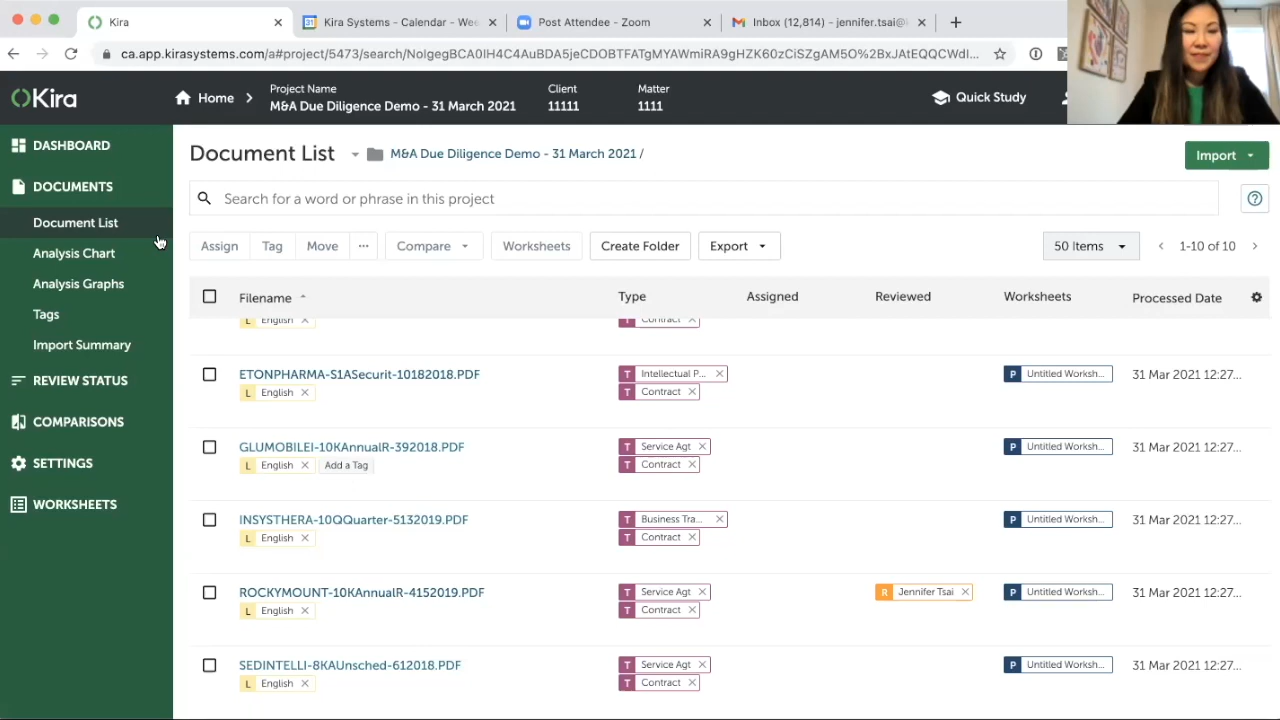 Kira
Kira Systems - Calendar - Wee
Post Attendee - Zoom
Inbox (12,814) - jennifer.tsai@
ca.app.kirasystems.com/a#project/5473/search/NoIgegBCA0IH4C4AuBDA5jeCDOBTFATgMYAWmiRA9gHZK60zCiSZgAM5O%2BxJAtEQQCWdI...
Kira
Home
Project Name
M&A Due Diligence Demo - 31 March 2021
Client
11111
Matter
1111
Quick Study
DASHBOARD
DOCUMENTS
Document List
Analysis Chart
Analysis Graphs
Tags
Import Summary
REVIEW STATUS
COMPARISONS
SETTINGS
WORKSHEETS
Document List
M&A Due Diligence Demo - 31 March 2021 /
Import
Search for a word or phrase in this project
Assign Tag Move ... Compare Worksheets Create Folder Export 50 Items 1-10 of 10
Filename Type Assigned Reviewed Worksheets Processed Date
L English T Contract
ETONPHARMA-S1ASecurit-10182018.PDF T Intellectual P... P Untitled Worksh... 31 Mar 2021 12:27...
L English T Contract
GLUMOBILEI-10KAnnualR-392018.PDF T Service Agt P Untitled Worksh... 31 Mar 2021 12:27...
L English Add a Tag T Contract
INSYSTHERA-10QQuarter-5132019.PDF T Business Tra... P Untitled Worksh... 31 Mar 2021 12:27...
L English T Contract
ROCKYMOUNT-10KAnnualR-4152019.PDF T Service Agt R Jennifer Tsai P Untitled Worksh... 31 Mar 2021 12:27...
L English T Contract
SEDINTELLI-8KAUnsched-612018.PDF T Service Agt P Untitled Worksh... 31 Mar 2021 12:27...
L English T Contract